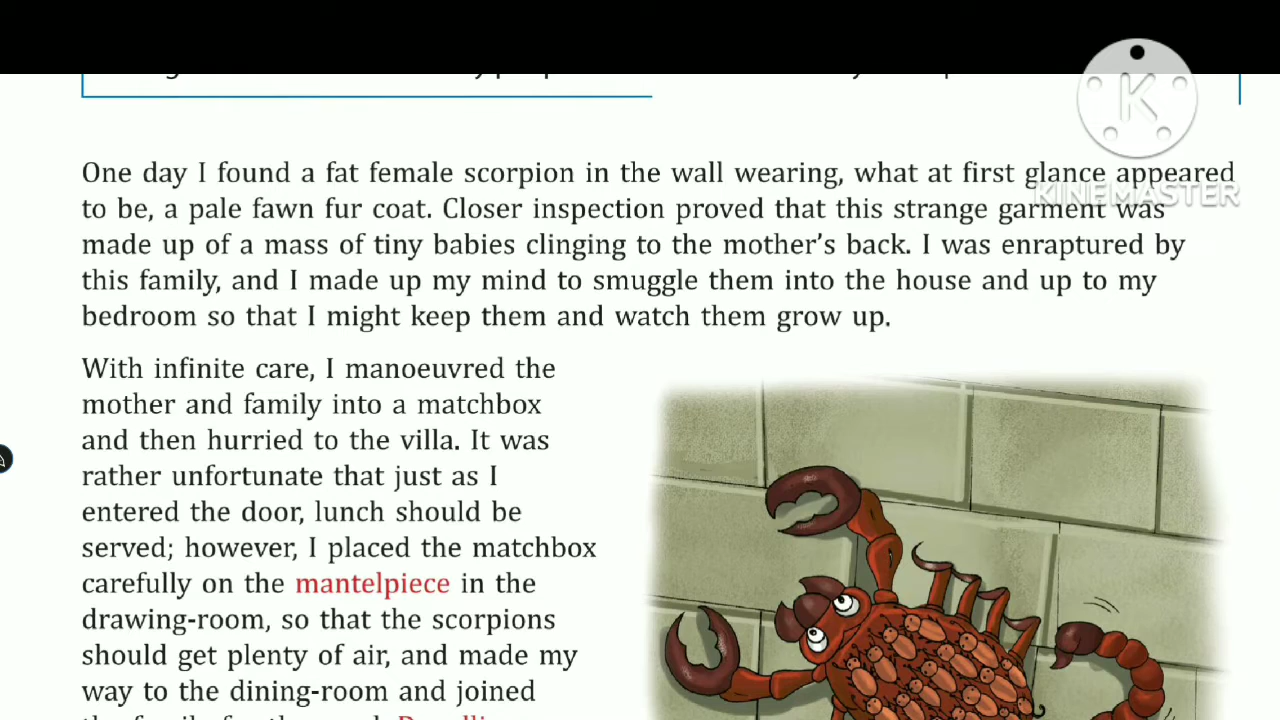 One day I found a fat female scorpion in the wall wearing, what at first glance appeared
to be, a pale fawn fur coat. Closer inspection proved that this strange garment was
made up of a mass of tiny babies clinging to the mother's back. I was enraptured by
this family, and I made up my mind to smuggle them into the house and up to my
bedroom so that I might keep them and watch them grow up.
With infinite care, I manoeuvred the
mother and family into a matchbox
and then hurried to the villa. It was
rather unfortunate that just as I
entered the door, lunch should be
served; however, I placed the matchbox
carefully on the mantelpiece in the
drawing-room, so that the scorpions
should get plenty of air, and made my
way to the dining-room and joined
K
KINEMASTER